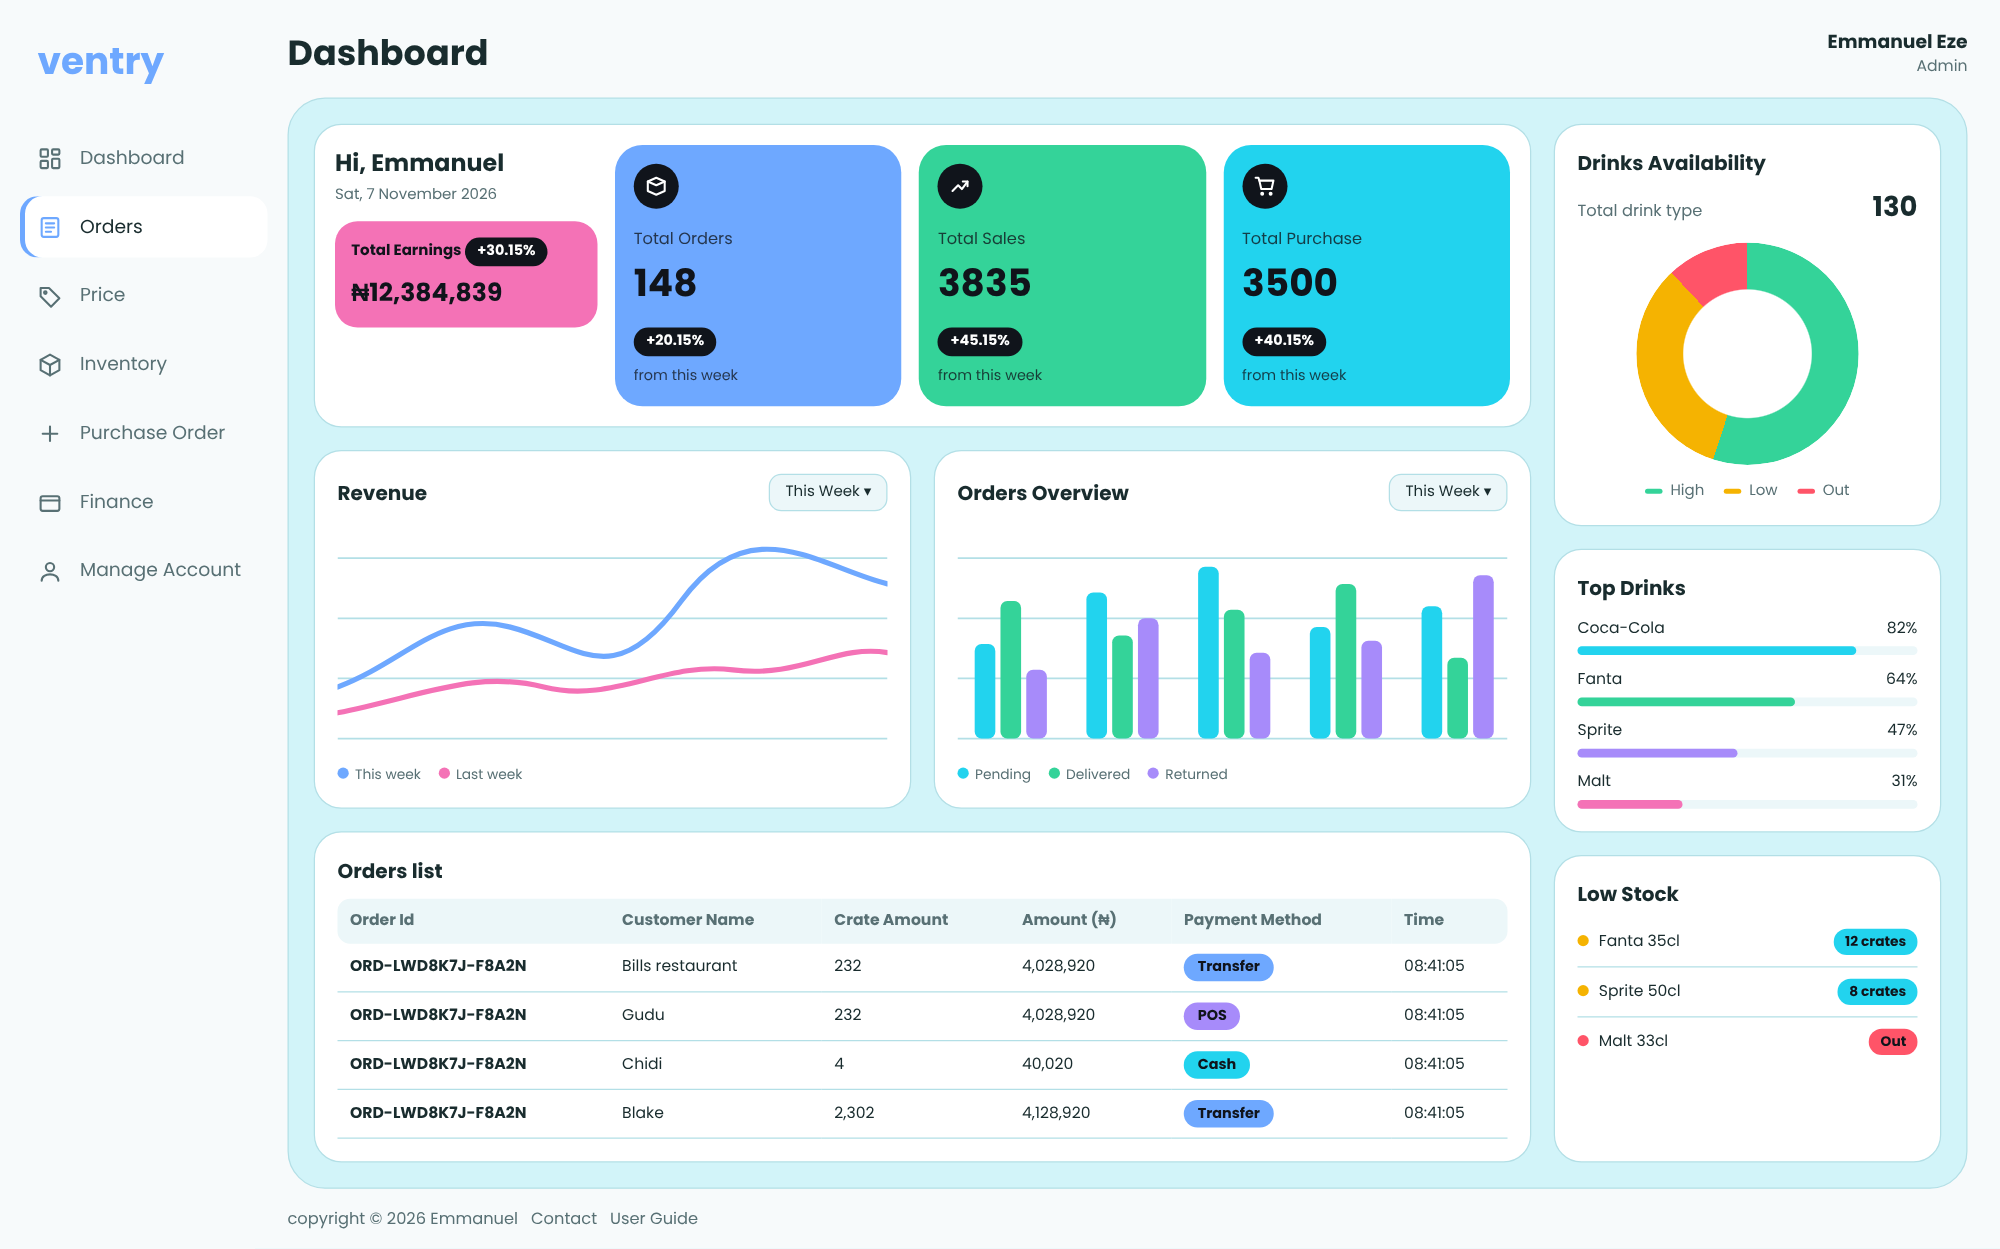 ventry
Dashboard
Orders
Price
Inventory
Purchase Order
Finance
Manage Account
Dashboard
Emmanuel Eze
Admin
Hi, Emmanuel
Sat, 7 November 2026
Total Earnings +30.15%
₦12,384,839
Total Orders
148
+20.15%
from this week
Total Sales
3835
+45.15%
from this week
Total Purchase
3500
+40.15%
from this week
Revenue
This Week ▾
This week Last week
Orders Overview
This Week ▾
Pending Delivered Returned
Orders list
Order Id Customer Name Crate Amount Amount (₦) Payment Method Time
ORD-LWD8K7J-F8A2N Bills restaurant 232 4,028,920 Transfer 08:41:05
ORD-LWD8K7J-F8A2N Gudu 232 4,028,920 POS 08:41:05
ORD-LWD8K7J-F8A2N Chidi 4 40,020 Cash 08:41:05
ORD-LWD8K7J-F8A2N Blake 2,302 4,128,920 Transfer 08:41:05
Drinks Availability
Total drink type 130
High Low Out
Top Drinks
Coca-Cola 82%
Fanta 64%
Sprite 47%
Malt 31%
Low Stock
Fanta 35cl 12 crates
Sprite 50cl 8 crates
Malt 33cl Out
copyright © 2026 Emmanuel Contact User Guide